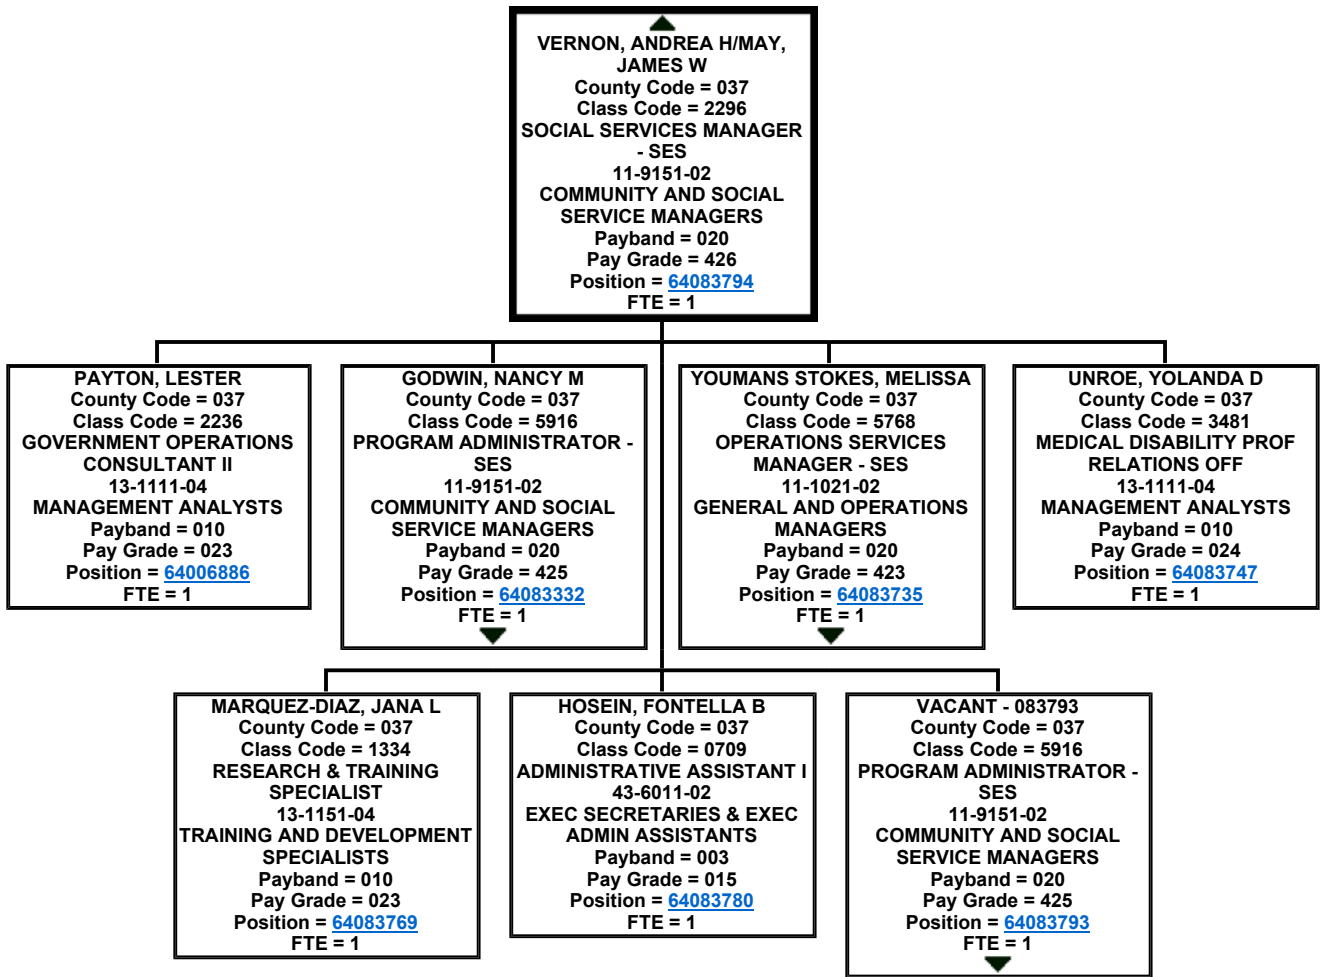 VERNON, ANDREA H/MAY,
JAMES W
County Code = 037
Class Code = 2296
SOCIAL SERVICES MANAGER
- SES
11-9151-02
COMMUNITY AND SOCIAL
SERVICE MANAGERS
Payband = 020
Pay Grade = 426
Position = 64083794
FTE = 1
PAYTON, LESTER
County Code = 037
Class Code = 2236
GOVERNMENT OPERATIONS
CONSULTANT II
13-1111-04
MANAGEMENT ANALYSTS
Payband = 010
Pay Grade = 023
Position = 64006886
FTE = 1
GODWIN, NANCY M
County Code = 037
Class Code = 5916
PROGRAM ADMINISTRATOR -
SES
11-9151-02
COMMUNITY AND SOCIAL
SERVICE MANAGERS
Payband = 020
Pay Grade = 425
Position = 64083332
FTE = 1
YOUMANS STOKES, MELISSA
County Code = 037
Class Code = 5768
OPERATIONS SERVICES
MANAGER - SES
11-1021-02
GENERAL AND OPERATIONS
MANAGERS
Payband = 020
Pay Grade = 423
Position = 64083735
FTE = 1
UNROE, YOLANDA D
County Code = 037
Class Code = 3481
MEDICAL DISABILITY PROF
RELATIONS OFF
13-1111-04
MANAGEMENT ANALYSTS
Payband = 010
Pay Grade = 024
Position = 64083747
FTE = 1
MARQUEZ-DIAZ, JANA L
County Code = 037
Class Code = 1334
RESEARCH & TRAINING
SPECIALIST
13-1151-04
TRAINING AND DEVELOPMENT
SPECIALISTS
Payband = 010
Pay Grade = 023
Position = 64083769
FTE = 1
HOSEIN, FONTELLA B
County Code = 037
Class Code = 0709
ADMINISTRATIVE ASSISTANT I
43-6011-02
EXEC SECRETARIES & EXEC
ADMIN ASSISTANTS
Payband = 003
Pay Grade = 015
Position = 64083780
FTE = 1
VACANT - 083793
County Code = 037
Class Code = 5916
PROGRAM ADMINISTRATOR -
SES
11-9151-02
COMMUNITY AND SOCIAL
SERVICE MANAGERS
Payband = 020
Pay Grade = 425
Position = 64083793
FTE = 1